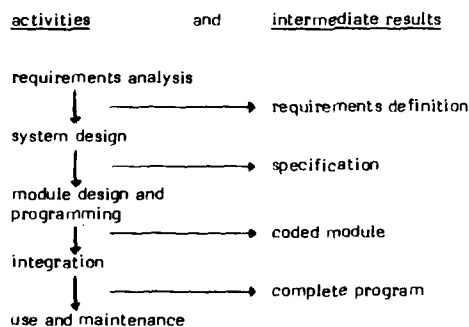 activities and intermediate results
requirements analysis
requirements definition
system design
specification
module design and
programming
coded module
integration
complete program
use and maintenance